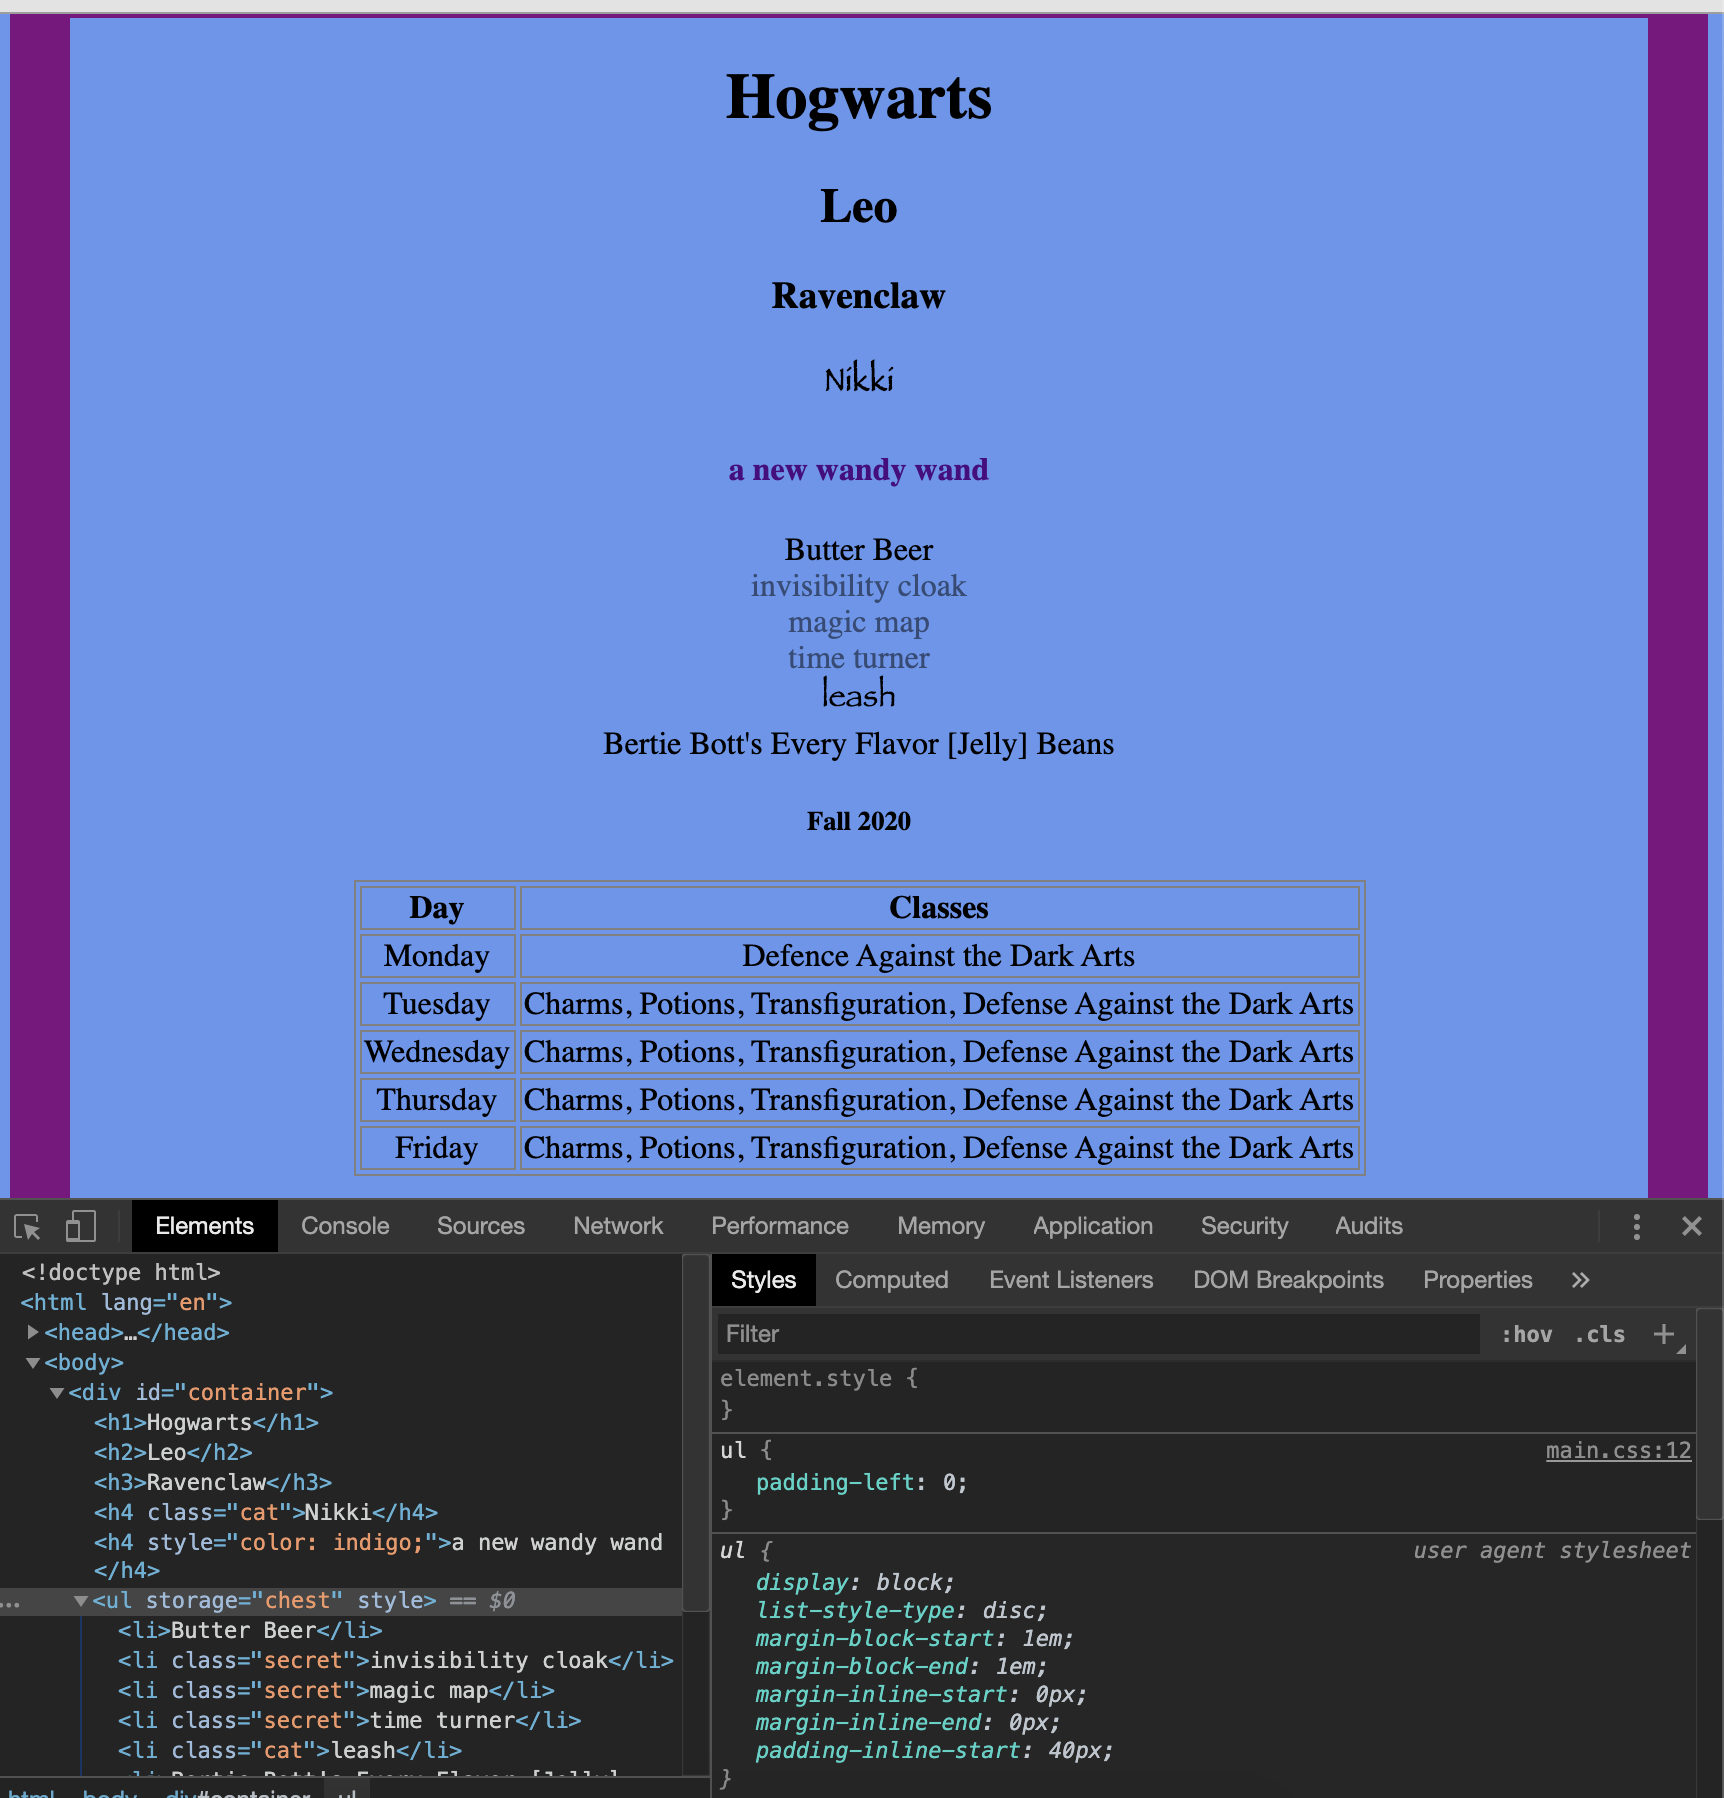 Hogwarts
Leo
Ravenclaw
Nikki
a new wandy wand
Butter Beer
invisibility cloak
magic map
time turner
leash
Bertie Bott's Every Flavor [Jelly] Beans
Fall 2020
Day Classes
Monday Defence Against the Dark Arts
Tuesday Charms, Potions, Transfiguration, Defense Against the Dark Arts
Wednesday Charms, Potions, Transfiguration, Defense Against the Dark Arts
Thursday Charms, Potions, Transfiguration, Defense Against the Dark Arts
Friday Charms, Potions, Transfiguration, Defense Against the Dark Arts
Elements Console Sources Network Performance Memory Application Security Audits
<!doctype html>
<html lang="en">
<head>…</head>
<body>
<div id="container">
<h1>Hogwarts</h1>
<h2>Leo</h2>
<h3>Ravenclaw</h3>
<h4 class="cat">Nikki</h4>
<h4 style="color: indigo;">a new wandy wand
</h4>
... <ul storage="chest" style> == $0
<li>Butter Beer</li>
<li class="secret">invisibility cloak</li>
<li class="secret">magic map</li>
<li class="secret">time turner</li>
<li class="cat">leash</li>
<li>Bertie Bott's Every Flavor [Jelly]
html body div#container ul
Styles Computed Event Listeners DOM Breakpoints Properties »
Filter :hov .cls +
element.style {
}
ul { main.css:12
padding-left: 0;
}
ul { user agent stylesheet
display: block;
list-style-type: disc;
margin-block-start: 1em;
margin-block-end: 1em;
margin-inline-start: 0px;
margin-inline-end: 0px;
padding-inline-start: 40px;
}